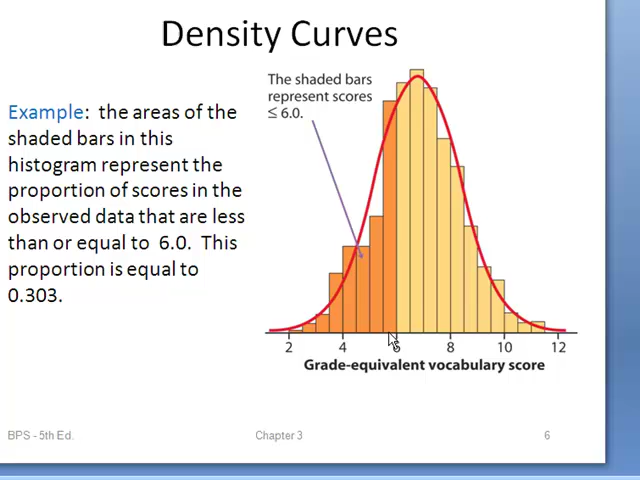 Density Curves
The shaded bars
represent scores
≤ 6.0.
Example: the areas of the
shaded bars in this
histogram represent the
proportion of scores in the
observed data that are less
than or equal to 6.0. This
proportion is equal to
0.303.
2 4 6 8 10 12
Grade-equivalent vocabulary score
BPS - 5th Ed. Chapter 3 6